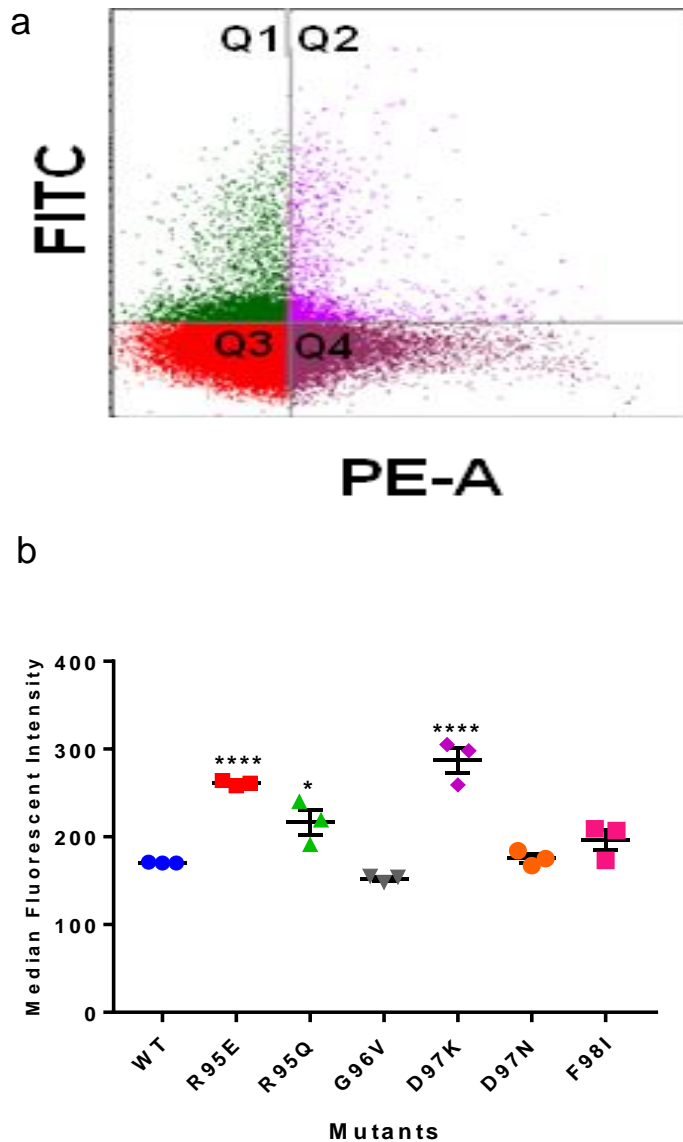 a
Q1 Q2
FITC
Q3 Q4
PE-A
b
Median Fluorescent Intensity
400
300
200
100
0
****
*
****
WT
R95E
R95Q
G96V
D97K
D97N
F98I
Mutants